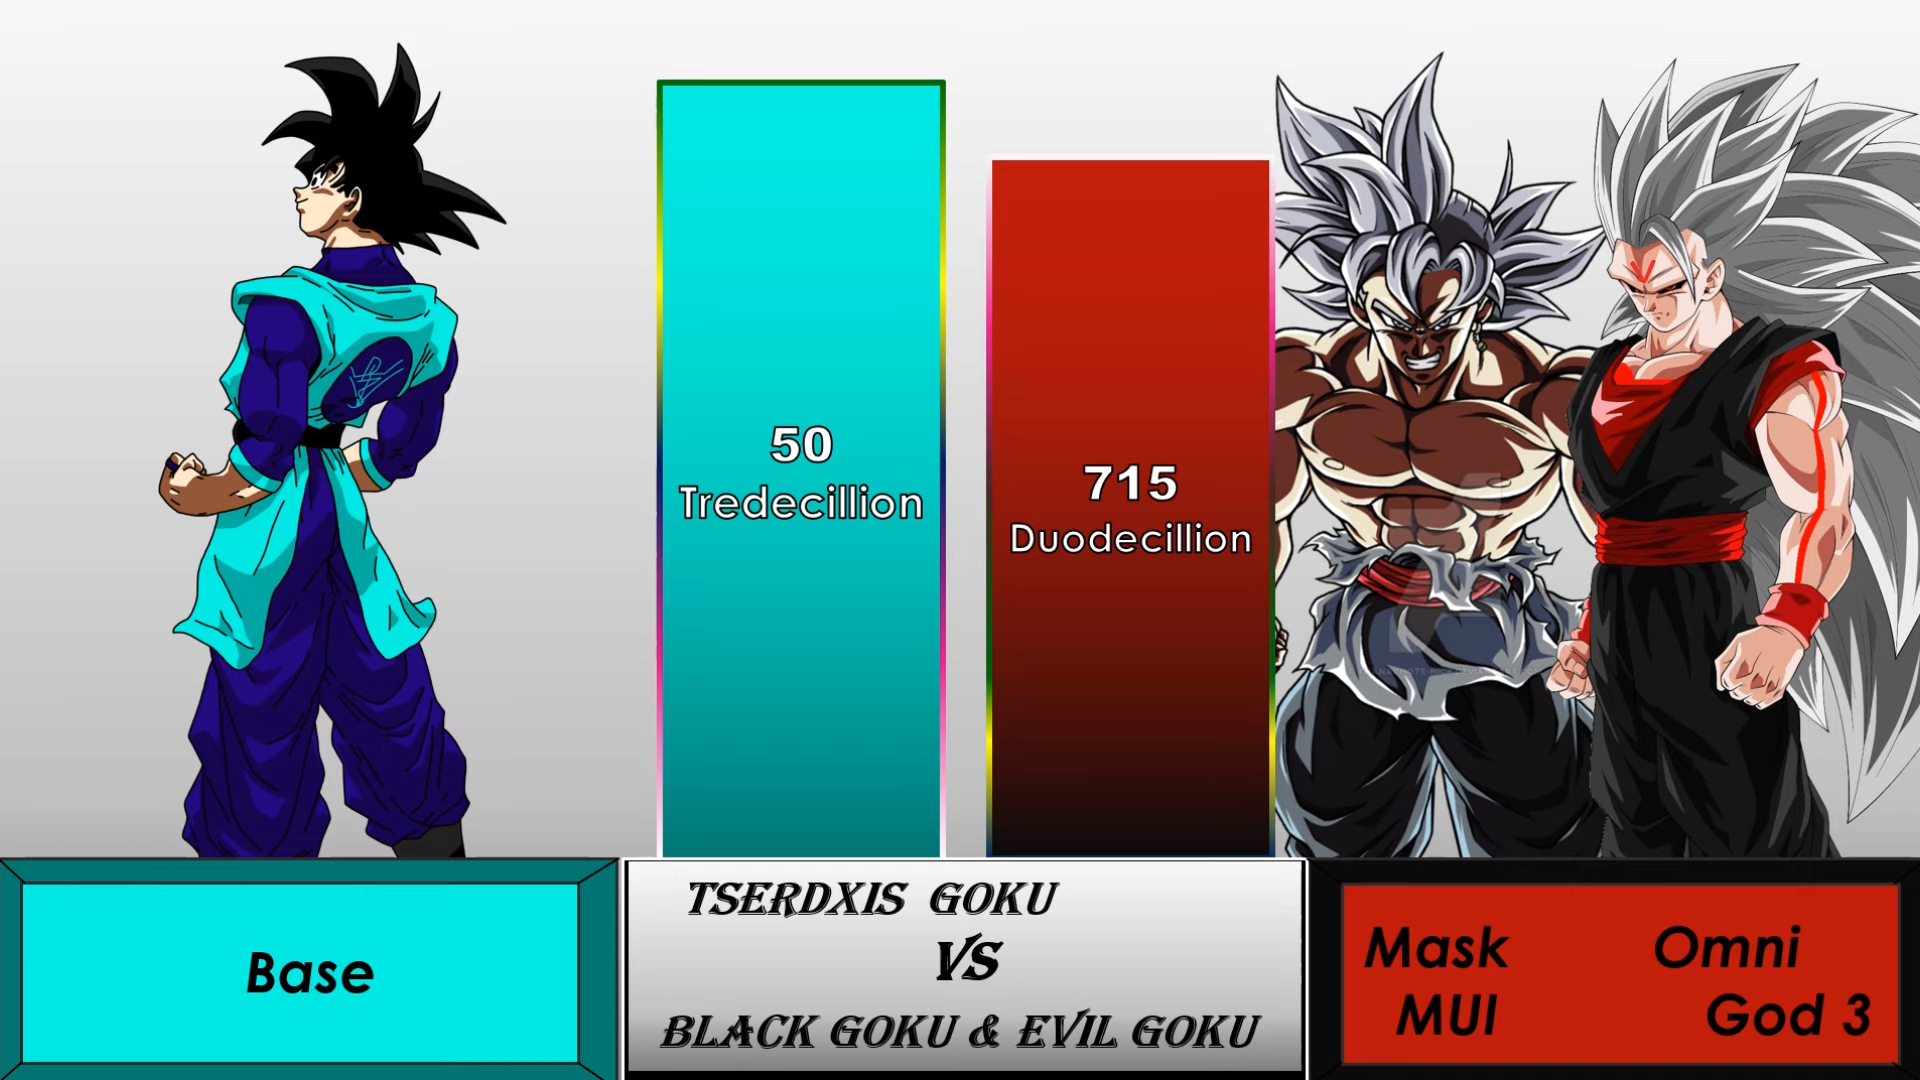 50
Tredecillion
715
Duodecillion
Base
TSERDXIS GOKU
VS
BLACK GOKU & EVIL GOKU
Mask
MUI
Omni
God 3